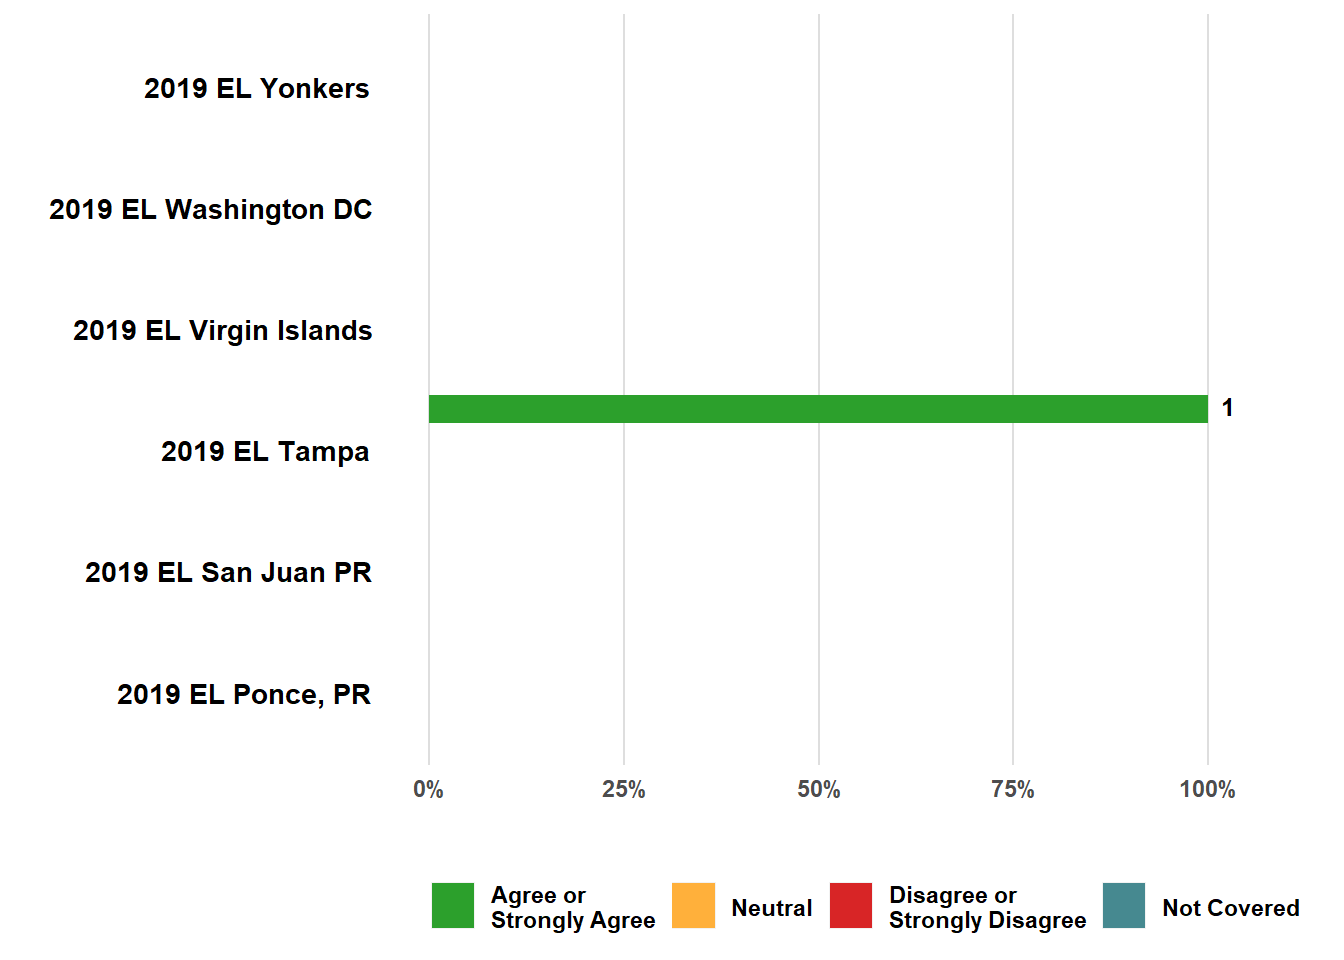 2019 EL Yonkers
2019 EL Washington DC
2019 EL Virgin Islands
1
2019 EL Tampa
2019 EL San Juan PR
2019 EL Ponce, PR
0%
25%
50%
75%
100%
Agree or
Strongly Agree
Neutral
Disagree or
Strongly Disagree
Not Covered